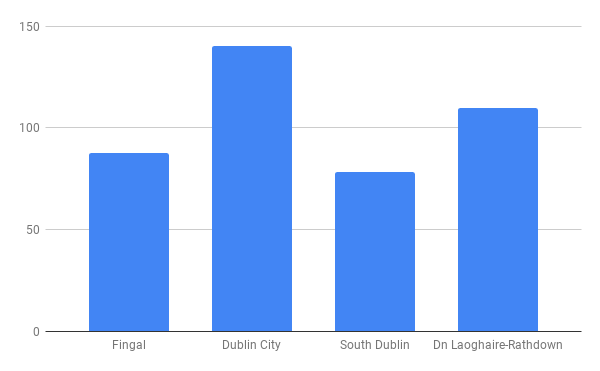 150
100
50
0
Fingal
Dublin City
South Dublin
Dn Laoghaire-Rathdown